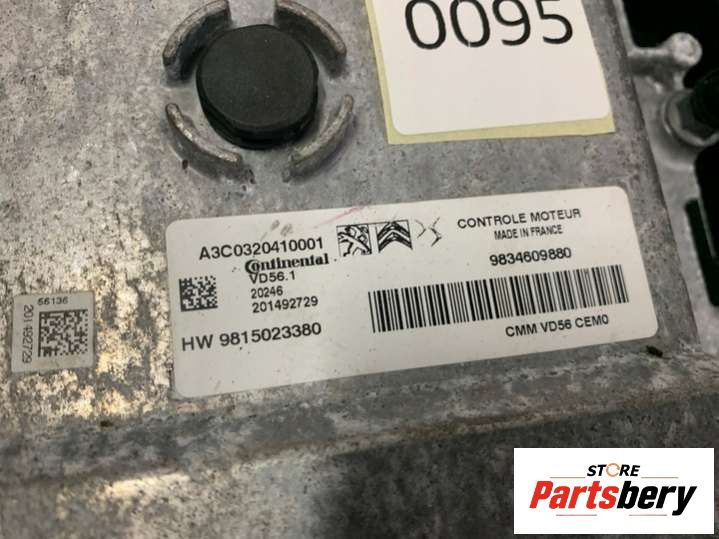 0095
A3C0320410001
Continental
VD56.1
20246
201492729
HW 9815023380
CONTROLE MOTEUR
MADE IN FRANCE
9834609880
CMM VD56 CEM0
56136
201492729
STORE
Partsbery